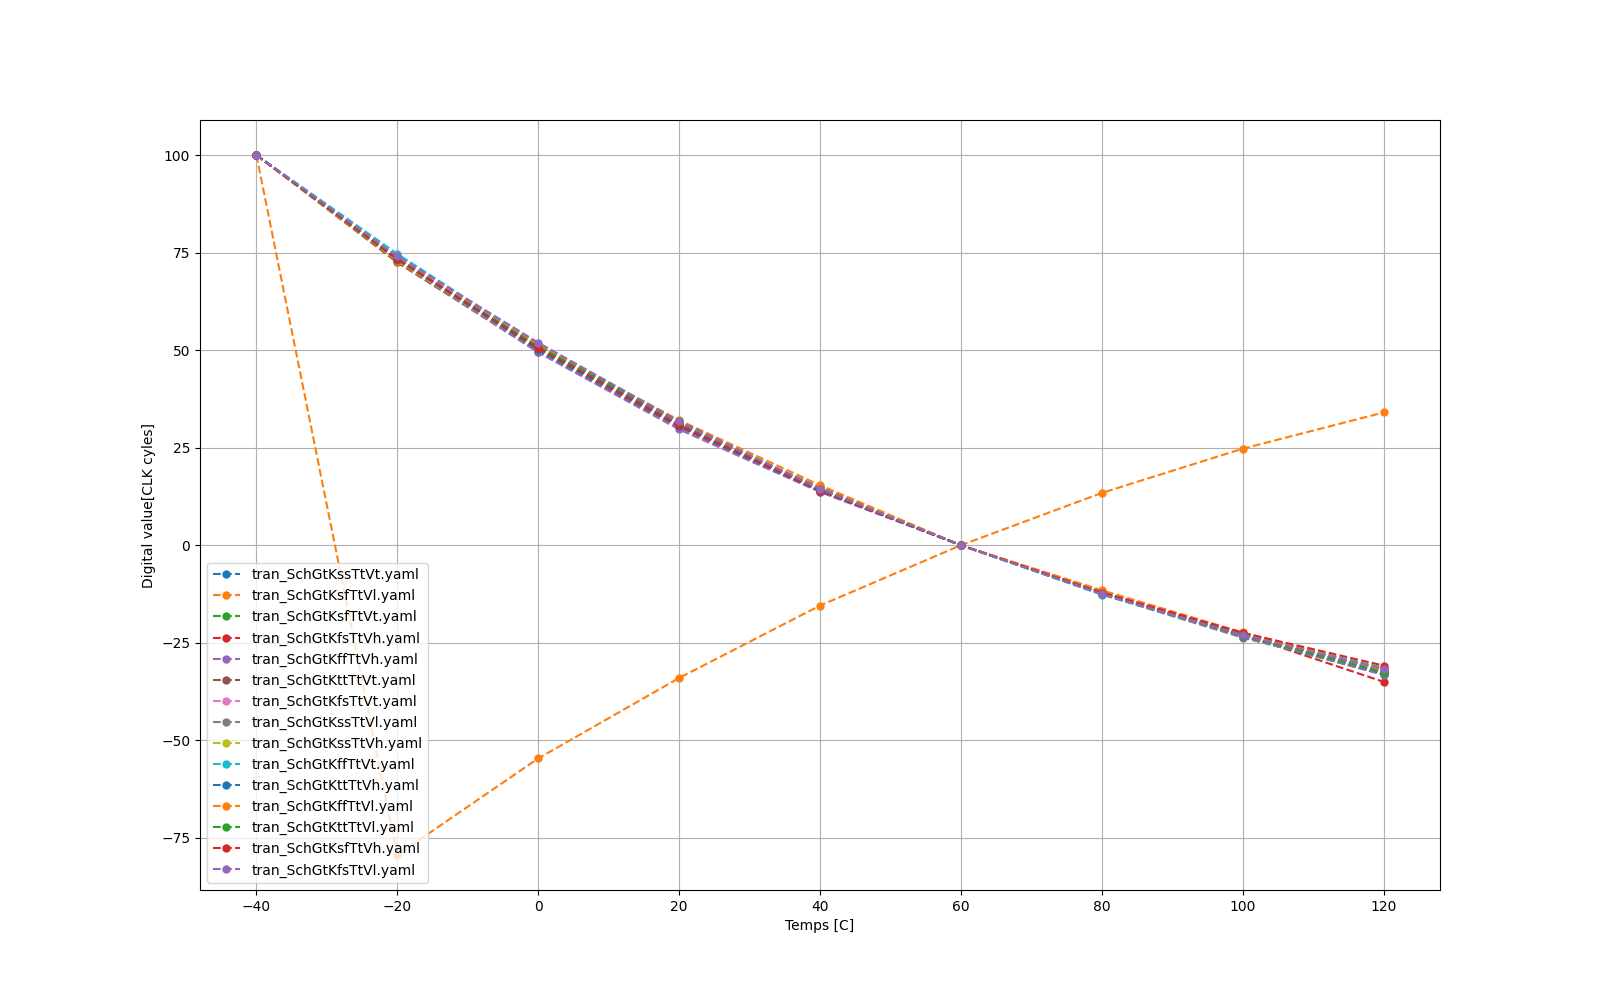 100
75
50
25
0
−25
−50
−75
Digital value[CLK cyles]
tran_SchGtKssTtVt.yaml
tran_SchGtKsfTtVl.yaml
tran_SchGtKsfTtVt.yaml
tran_SchGtKfsTtVh.yaml
tran_SchGtKffTtVh.yaml
tran_SchGtKttTtVt.yaml
tran_SchGtKfsTtVt.yaml
tran_SchGtKssTtVl.yaml
tran_SchGtKssTtVh.yaml
tran_SchGtKffTtVt.yaml
tran_SchGtKttTtVh.yaml
tran_SchGtKffTtVl.yaml
tran_SchGtKttTtVl.yaml
tran_SchGtKsfTtVh.yaml
tran_SchGtKfsTtVl.yaml
−40 −20 0 20 40 60 80 100 120
Temps [C]